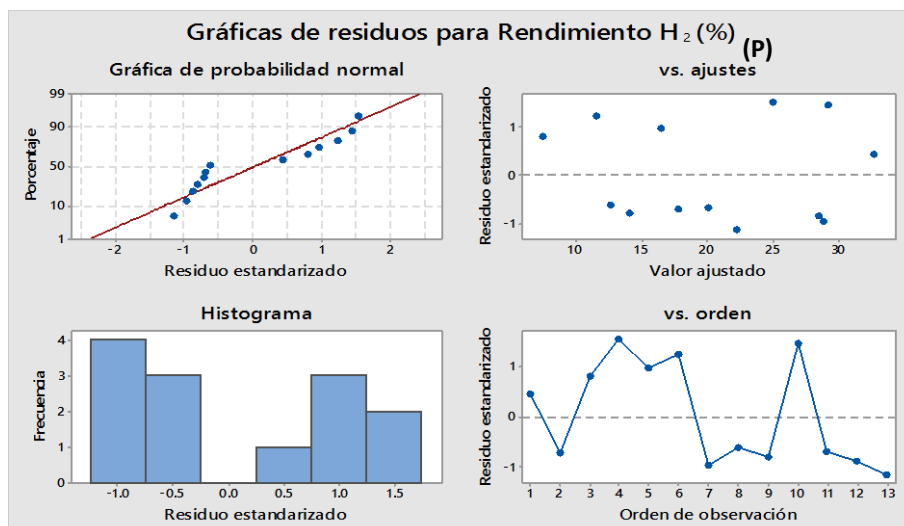 Gráficas de residuos para Rendimiento H₂ (%)
(P)
Gráfica de probabilidad normal
Porcentaje
99
90
50
10
1
-2 -1 0 1 2
Residuo estandarizado
vs. ajustes
Residuo estandarizado
1
0
-1
10 15 20 25 30
Valor ajustado
Histograma
Frecuencia
4
3
2
1
0
-1.0 -0.5 0.0 0.5 1.0 1.5
Residuo estandarizado
vs. orden
Residuo estandarizado
1
0
-1
1 2 3 4 5 6 7 8 9 10 11 12 13
Orden de observación